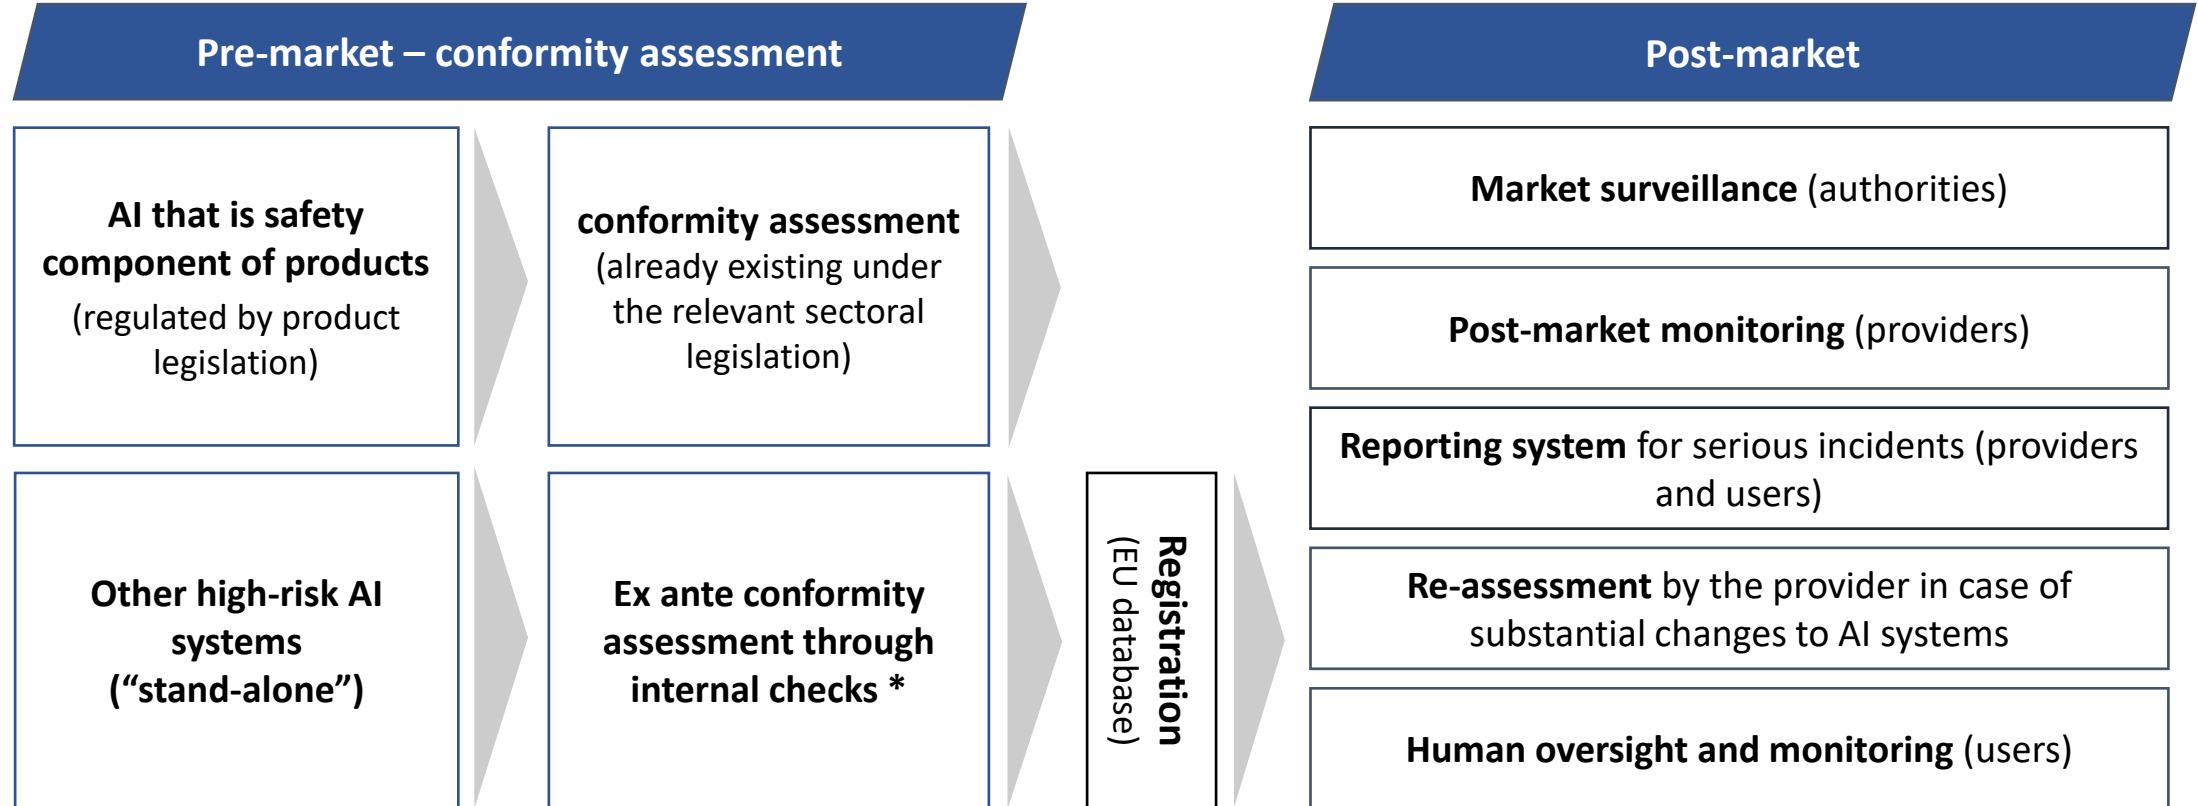 Pre-market – conformity assessment
Post-market
AI that is safety
component of products
(regulated by product
legislation)
conformity assessment
(already existing under
the relevant sectoral
legislation)
Other high-risk AI
systems
(“stand-alone”)
Ex ante conformity
assessment through
internal checks *
Registration
(EU database)
Market surveillance (authorities)
Post-market monitoring (providers)
Reporting system for serious incidents (providers
and users)
Re-assessment by the provider in case of
substantial changes to AI systems
Human oversight and monitoring (users)